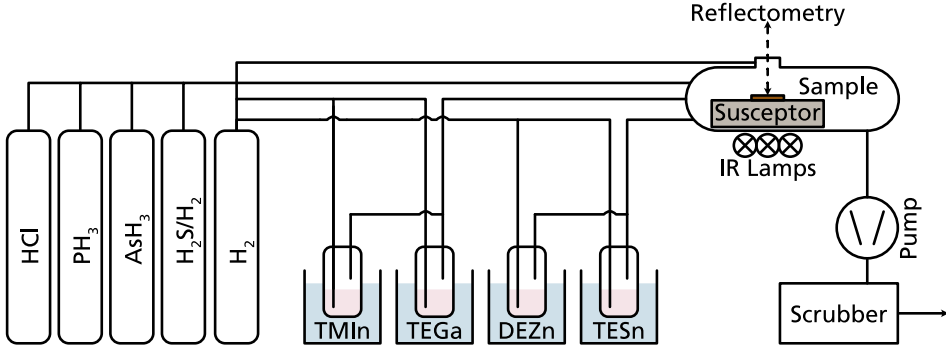 Reflectometry
Sample
Susceptor
IR Lamps
HCl
PH₃
AsH₃
H₂S/H₂
H₂
TMIn
TEGa
DEZn
TESn
Pump
Scrubber